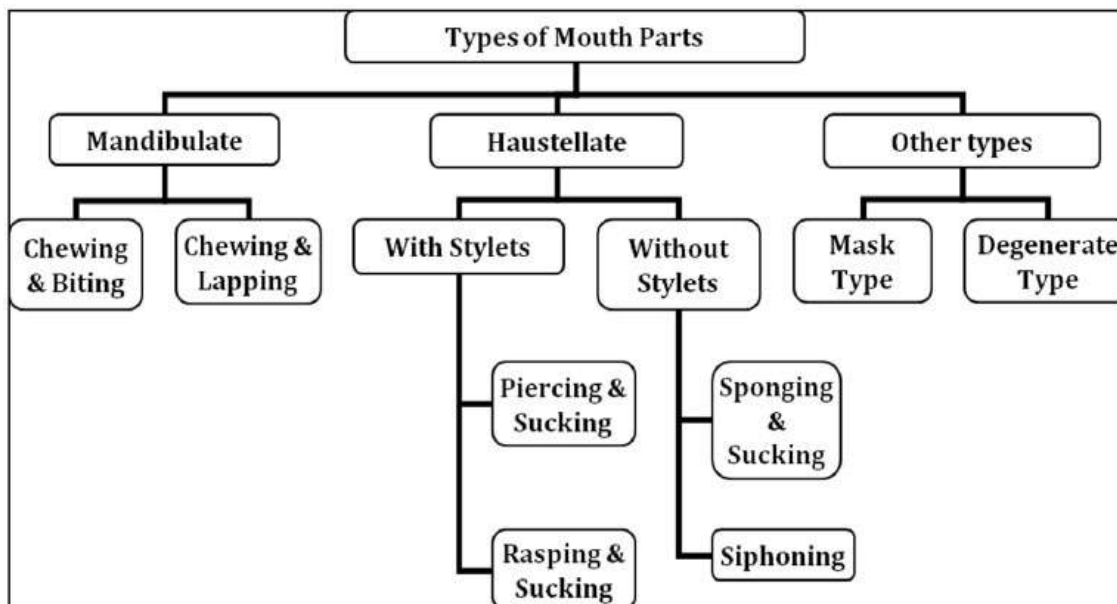 Types of Mouth Parts
Mandibulate
Haustellate
Other types
Chewing
& Biting
Chewing &
Lapping
With Stylets
Without
Stylets
Mask
Type
Degenerate
Type
Piercing &
Sucking
Sponging
&
Sucking
Rasping &
Sucking
Siphoning